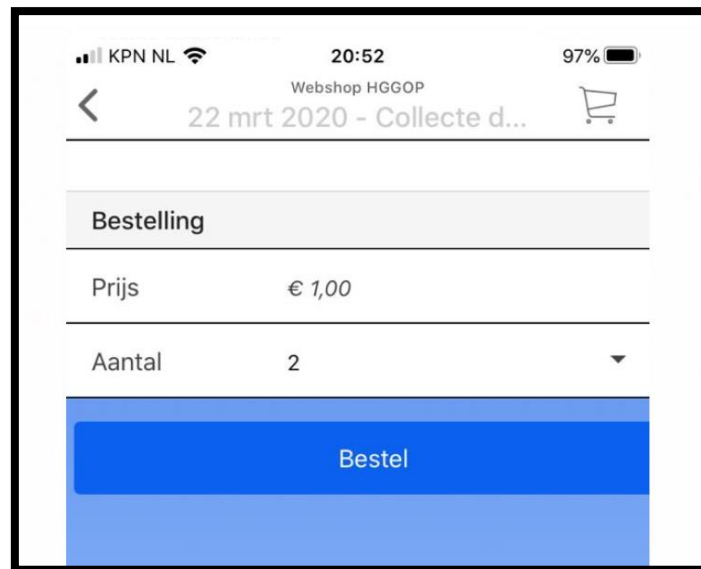 KPN NL 20:52 97%
Webshop HGGOP
22 mrt 2020 - Collecte d...
Bestelling
Prijs € 1,00
Aantal 2
Bestel